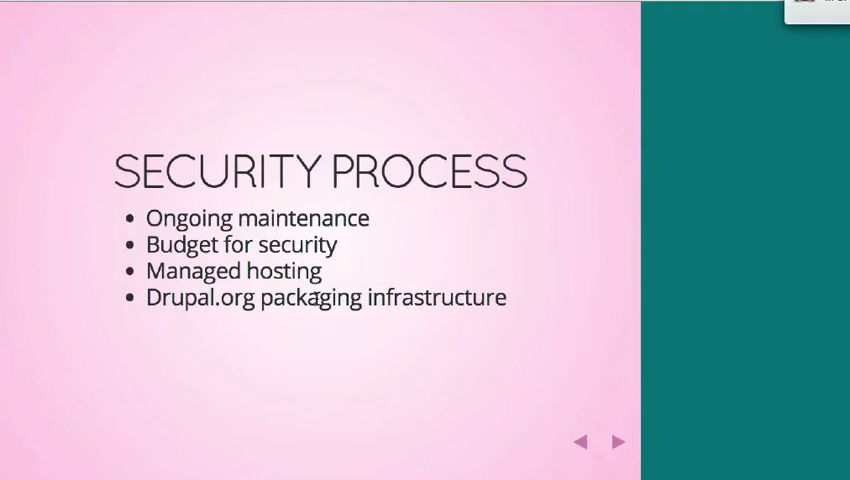 SECURITY PROCESS
Ongoing maintenance
Budget for security
Managed hosting
Drupal.org packaging infrastructure